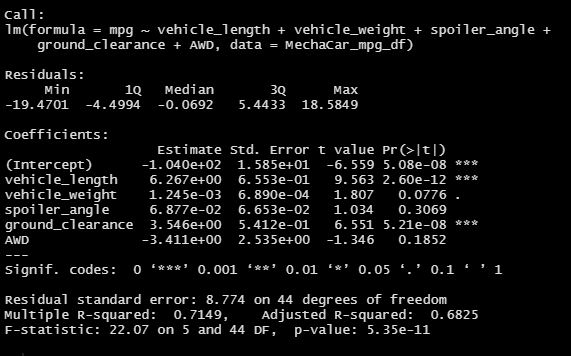 Call:
lm(formula = mpg ~ vehicle_length + vehicle_weight + spoiler_angle +
    ground_clearance + AWD, data = MechaCar_mpg_df)

Residuals:
     Min       1Q   Median       3Q      Max
-19.4701  -4.4994  -0.0692   5.4433  18.5849

Coefficients:
                   Estimate Std. Error t value Pr(>|t|)
(Intercept)      -1.040e+02  1.585e+01  -6.559 5.08e-08 ***
vehicle_length    6.267e+00  6.553e-01   9.563 2.60e-12 ***
vehicle_weight    1.245e-03  6.890e-04   1.807   0.0776 .
spoiler_angle     6.877e-02  6.653e-02   1.034   0.3069
ground_clearance  3.546e+00  5.412e-01   6.551 5.21e-08 ***
AWD              -3.411e+00  2.535e+00  -1.346   0.1852
---
Signif. codes:  0 ‘***’ 0.001 ‘**’ 0.01 ‘*’ 0.05 ‘.’ 0.1 ‘ ’ 1

Residual standard error: 8.774 on 44 degrees of freedom
Multiple R-squared:  0.7149,    Adjusted R-squared:  0.6825
F-statistic: 22.07 on 5 and 44 DF,  p-value: 5.35e-11